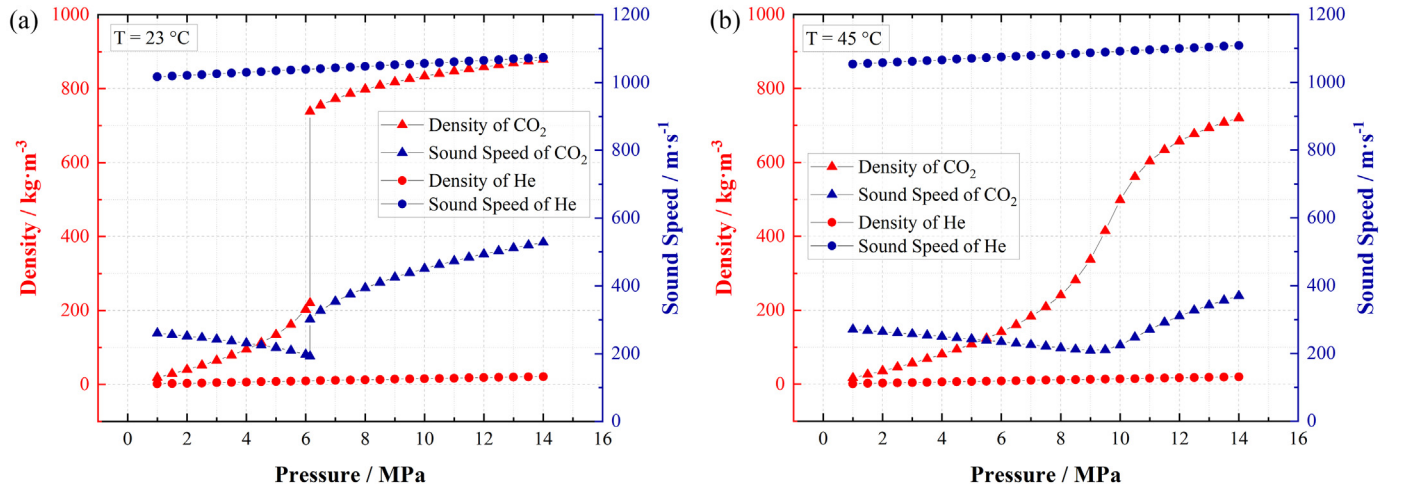 (a)
T = 23 °C
1000
800
600
400
200
0
Density / kg·m⁻³
1200
1000
800
600
400
200
0
Sound Speed / m·s⁻¹
Density of CO₂
Sound Speed of CO₂
Density of He
Sound Speed of He
0 2 4 6 8 10 12 14 16
Pressure / MPa
(b)
T = 45 °C
1000
800
600
400
200
0
Density / kg·m⁻³
1200
1000
800
600
400
200
0
Sound Speed / m·s⁻¹
Density of CO₂
Sound Speed of CO₂
Density of He
Sound Speed of He
0 2 4 6 8 10 12 14 16
Pressure / MPa